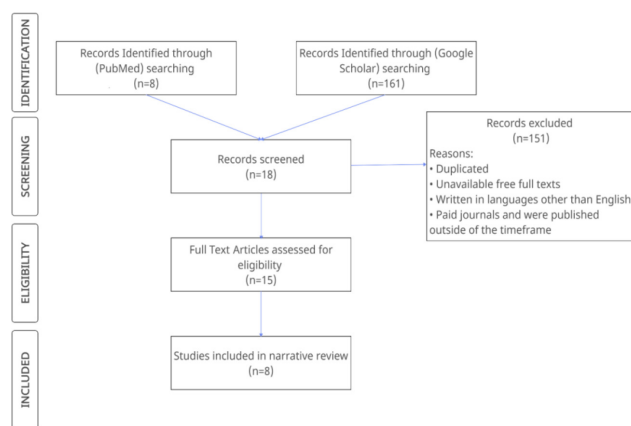 IDENTIFICATION
Records Identified through
(PubMed) searching
(n=8)
Records Identified through (Google
Scholar) searching
(n=161)
SCREENING
Records screened
(n=18)
Records excluded
(n=151)
Reasons:
• Duplicated
• Unavailable free full texts
• Written in languages other than English
• Paid journals and were published
outside of the timeframe
ELIGIBILITY
Full Text Articles assessed for
eligibility
(n=15)
INCLUDED
Studies included in narrative review
(n=8)